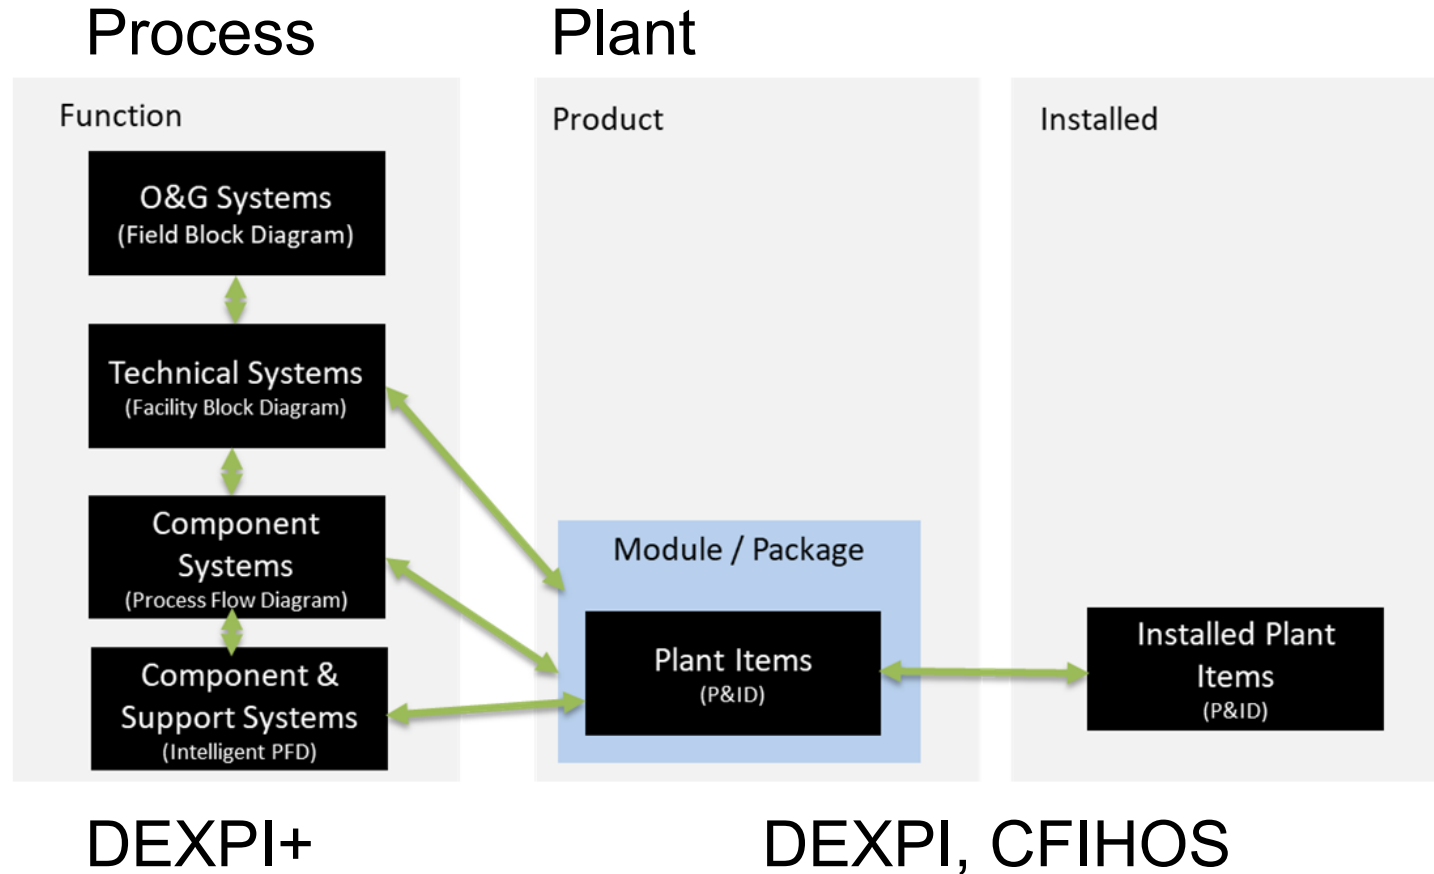 Process
Plant
Function
O&G Systems
(Field Block Diagram)
Technical Systems
(Facility Block Diagram)
Component
Systems
(Process Flow Diagram)
Component &
Support Systems
(Intelligent PFD)
Product
Module / Package
Plant Items
(P&ID)
Installed
Installed Plant
Items
(P&ID)
DEXPI+
DEXPI, CFIHOS